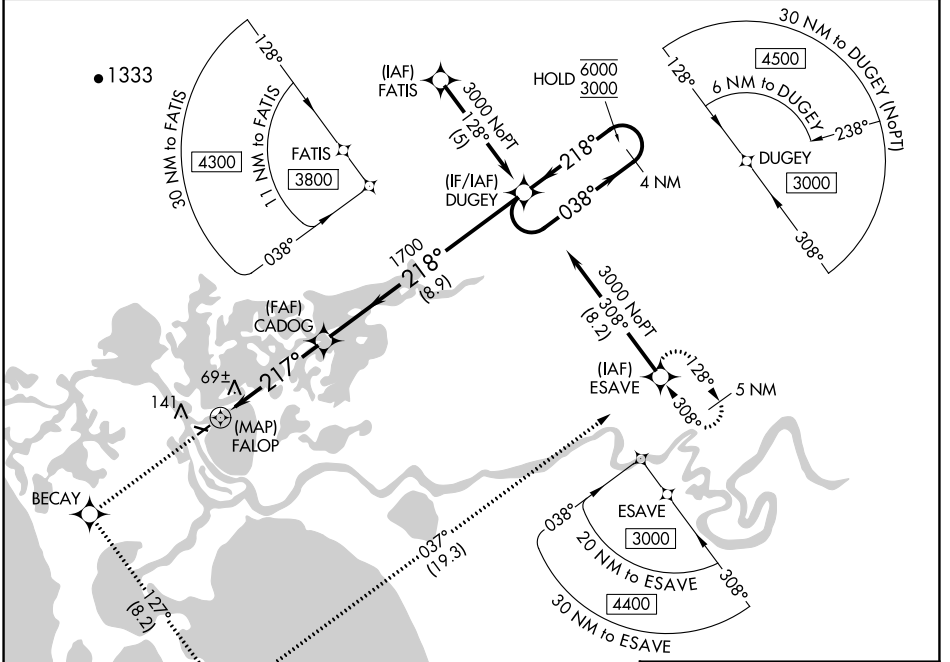 1333
128°
30 NM to FATIS
11 NM to FATIS
4300
FATIS
3800
038°
(IAF)
FATIS
3000 NoPT
128°
(5)
HOLD
6000
3000
218°
038°
4 NM
(IF/IAF)
DUGEY
30 NM to DUGEY (NoPT)
4500
6 NM to DUGEY
128°
238°
DUGEY
3000
308°
1700
218°
(8.9)
(FAF)
CADOG
217°
69±
141
(MAP)
FALOP
BECAY
127°
(8.2)
037°
(19.3)
3000 NoPT
308°
(8.2)
(IAF)
ESAVE
128°
308°
5 NM
038°
ESAVE
3000
20 NM to ESAVE
308°
4400
30 NM to ESAVE